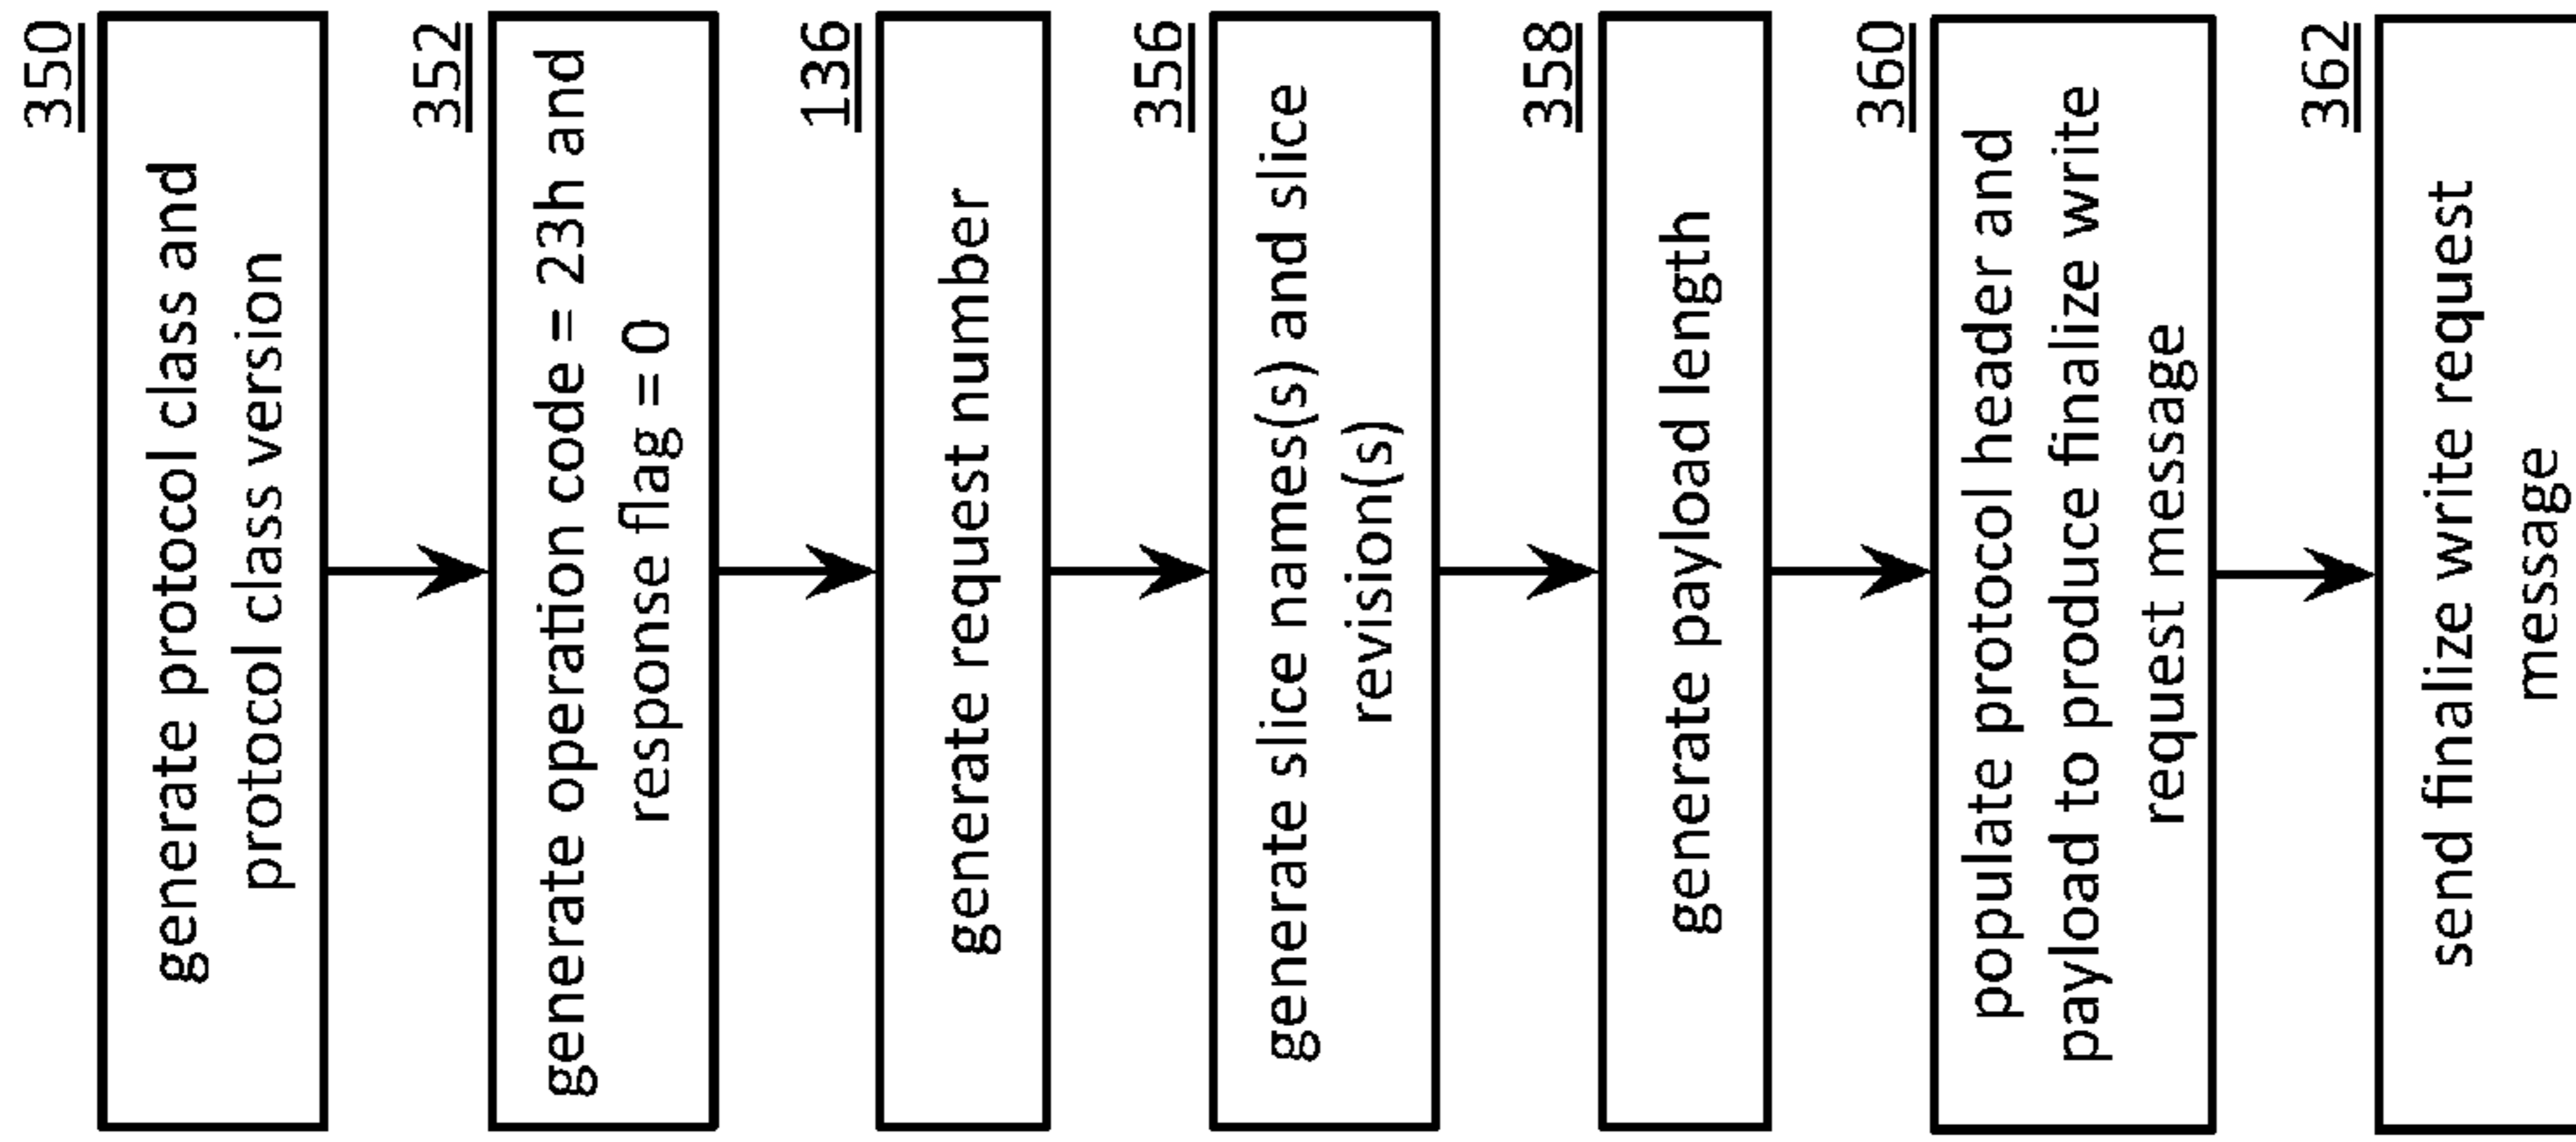 350
generate protocol class and
protocol class version
352
generate operation code = 23h and
response flag = 0
136
generate request number
356
generate slice names(s) and slice
revision(s)
358
generate payload length
360
populate protocol header and
payload to produce finalize write
request message
362
send finalize write request
message